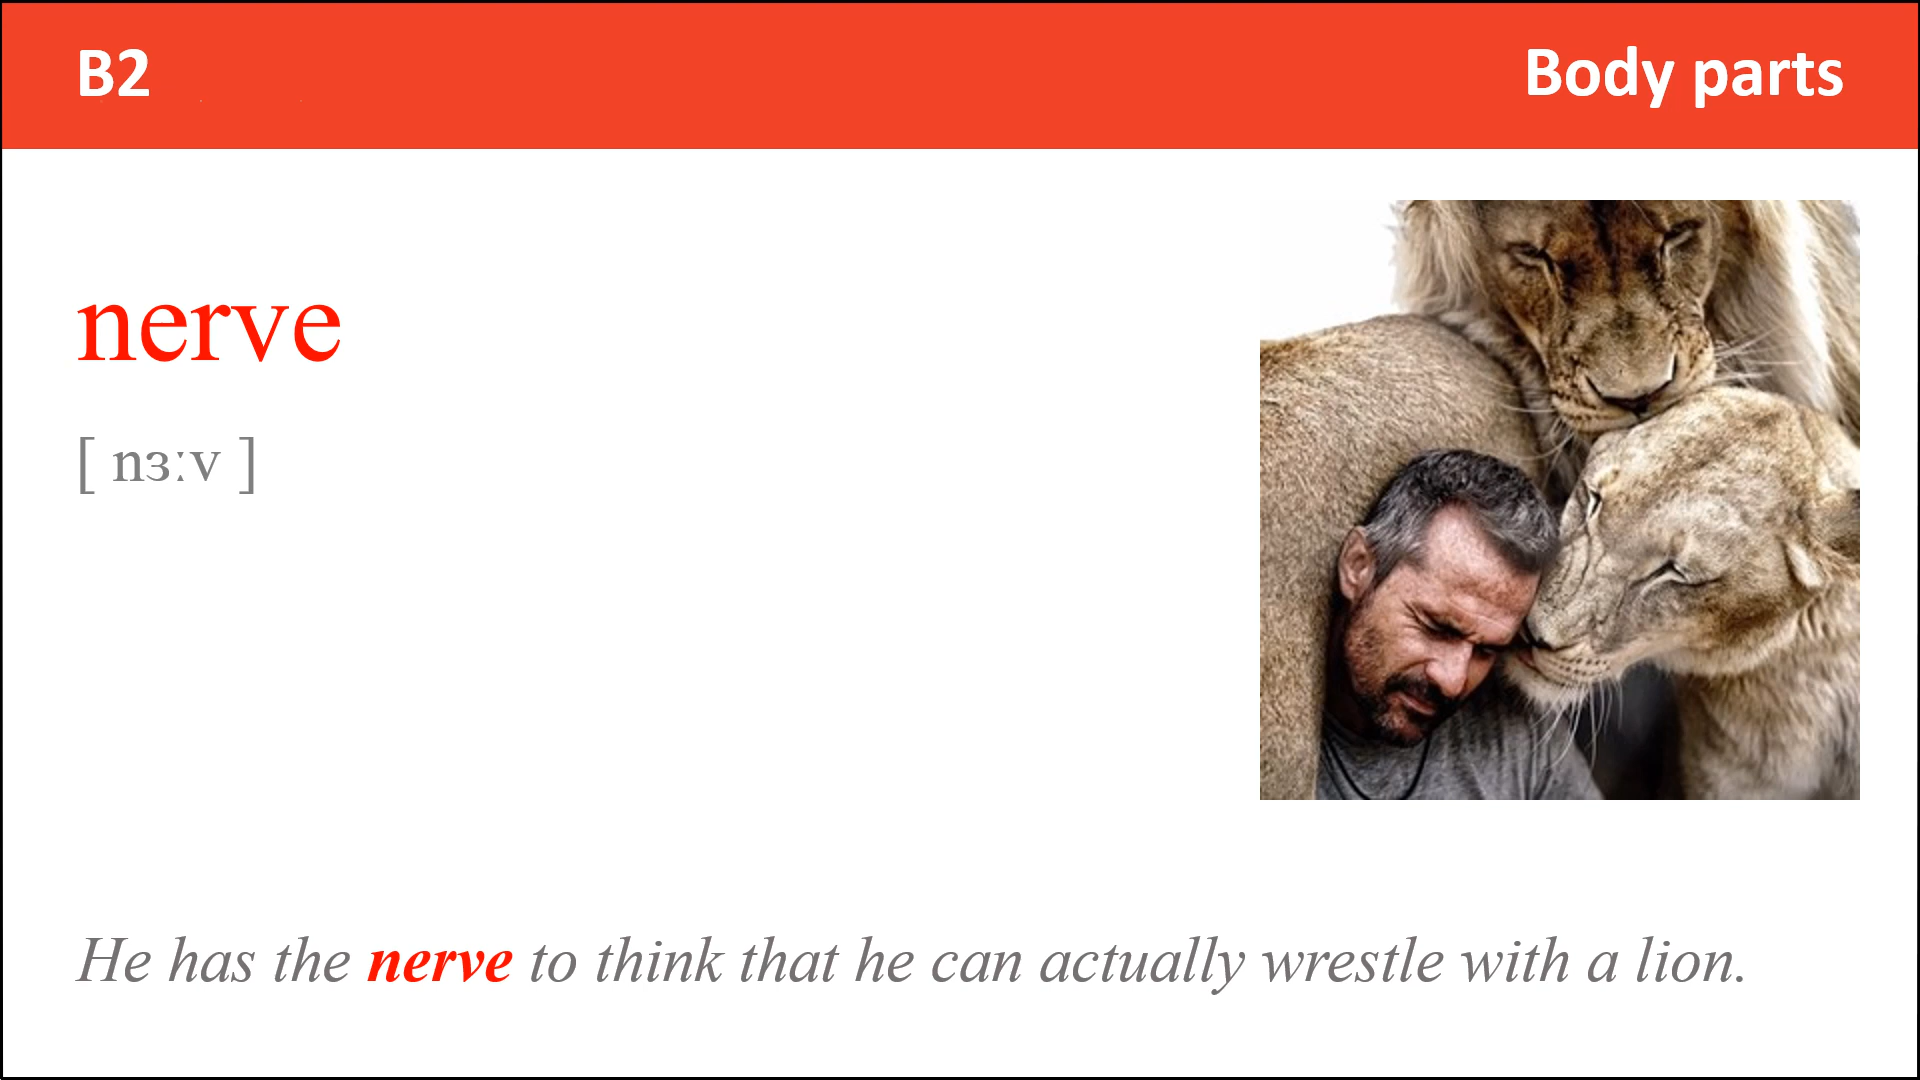 B2
Body parts
nerve
[ nɜːv ]
He has the nerve to think that he can actually wrestle with a lion.